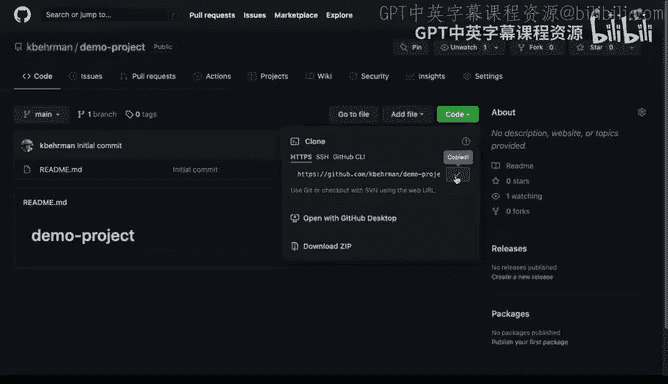 GPT中英字幕课程资源@bilibili.com
GPT中英字幕课程资源 bilibili
Search or jump to...
/
Pull requests Issues Marketplace Explore
kbehrman / demo-project Public
Pin Unwatch 1 Fork 0 Star 0
Code Issues Pull requests Actions Projects Wiki Security Insights Settings
main 1 branch 0 tags Go to file Add file Code
kbehrman Initial commit
README.md Initial commit
README.md
demo-project
Clone
HTTPS SSH GitHub CLI
Copied!
https://github.com/kbehrman/demo-proje
Use Git or checkout with SVN using the web URL.
Open with GitHub Desktop
Download ZIP
About
No description, website, or topics
provided.
Readme
0 stars
1 watching
0 forks
Releases
No releases published
Create a new release
Packages
No packages published
Publish your first package